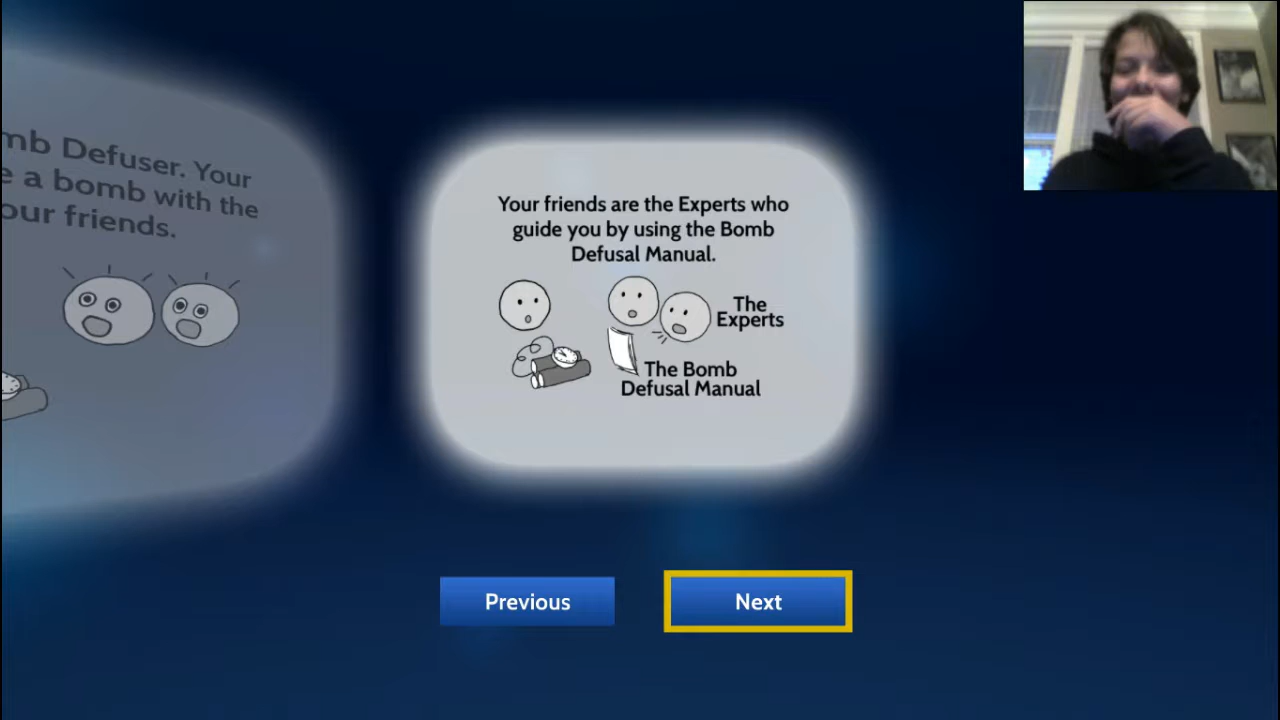 mb Defuser. Your
e a bomb with the
our friends.
Your friends are the Experts who
guide you by using the Bomb
Defusal Manual.
The
Experts
The Bomb
Defusal Manual
Previous
Next